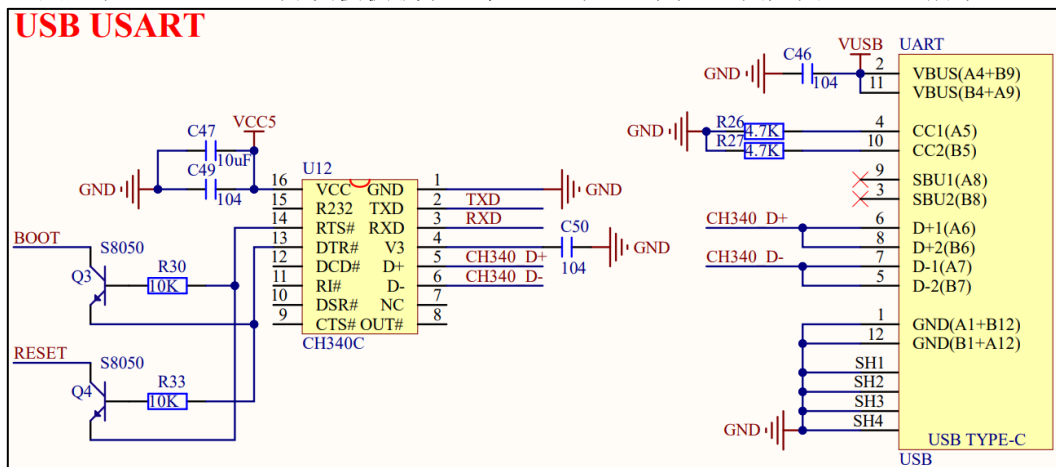 USB USART
VCC5
C47
10uF
C49
104
GND
U12
16 VCC GND 1 GND
15 R232 TXD 2 TXD
14 RTS# RXD 3 RXD
13 DTR# V3 4 C50 104 GND
12 DCD# D+ 5 CH340 D+
11 RI# D- 6 CH340 D-
10 DSR# NC 7
9 CTS# OUT# 8
CH340C
BOOT
S8050
Q3
R30
10K
RESET
S8050
Q4
R33
10K
VUSB UART
GND C46 104
2 VBUS(A4+B9)
11 VBUS(B4+A9)
GND
R26 4.7K 4 CC1(A5)
R27 4.7K 10 CC2(B5)
9 SBU1(A8)
3 SBU2(B8)
CH340 D+ 6 D+1(A6)
8 D+2(B6)
CH340 D- 7 D-1(A7)
5 D-2(B7)
1 GND(A1+B12)
12 GND(B1+A12)
SH1
SH2
SH3
GND SH4
USB TYPE-C
USB